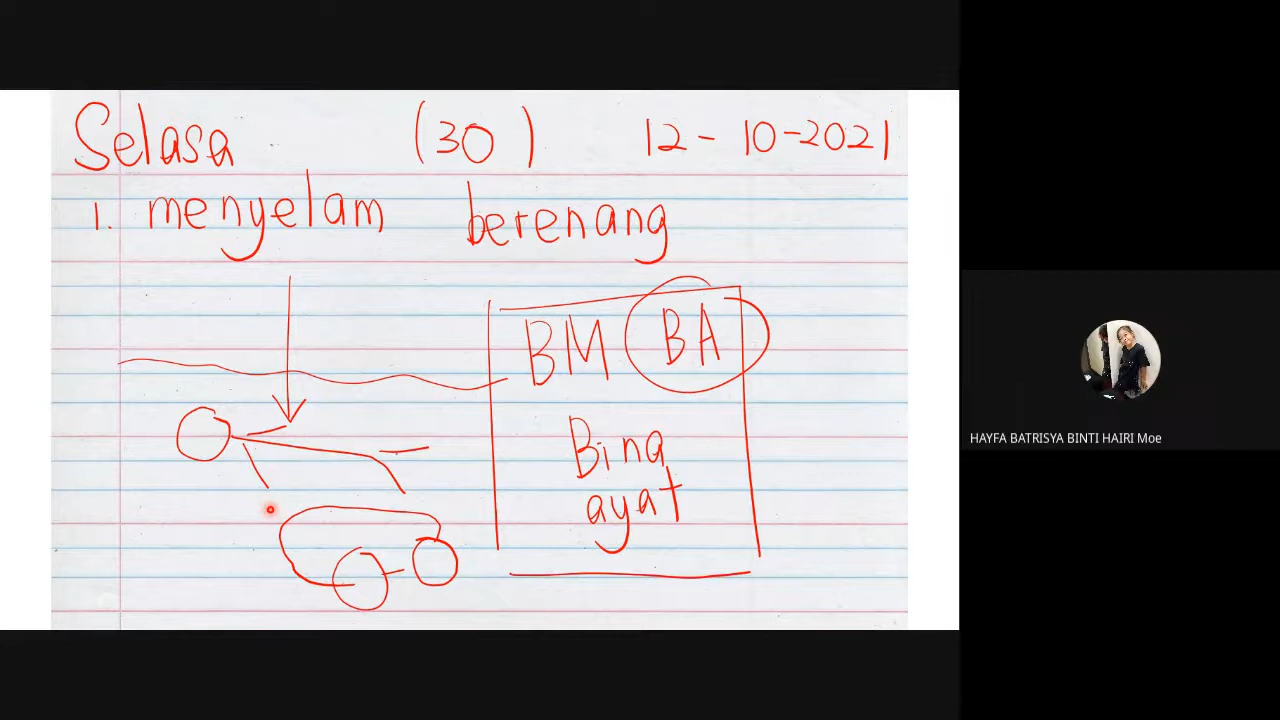 Selasa (30) 12-10-2021
1. menyelam berenang
BM BA
Bina
ayat
HAYFA BATRISYA BINTI HAIRI Moe